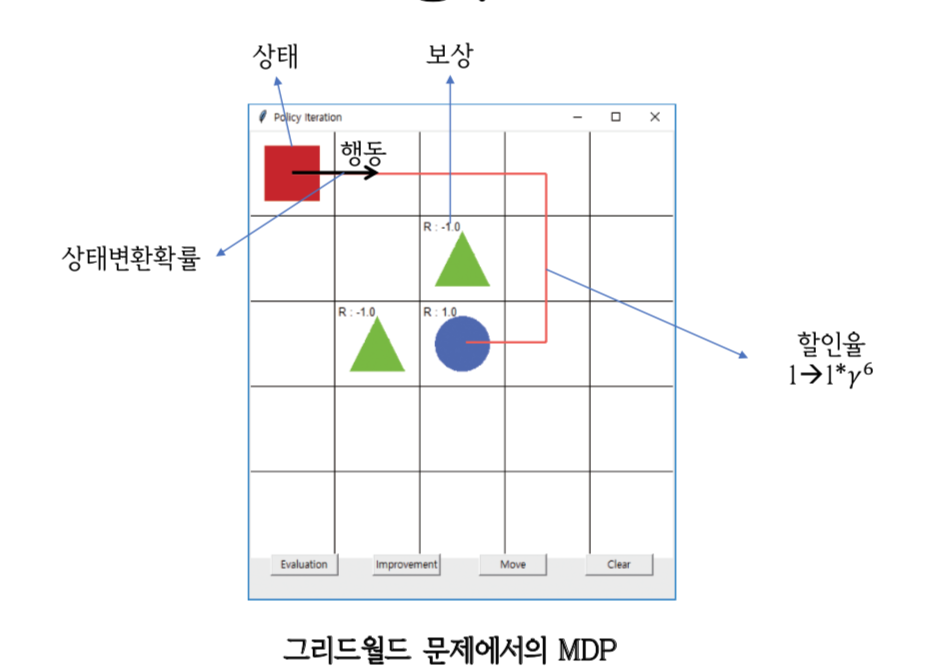 상태
보상
Policy Iteration
행동
R : -1.0
상태변환확률
R : -1.0
R : 1.0
할인율
1→1*γ⁶
Evaluation
Improvement
Move
Clear
그리드월드 문제에서의 MDP